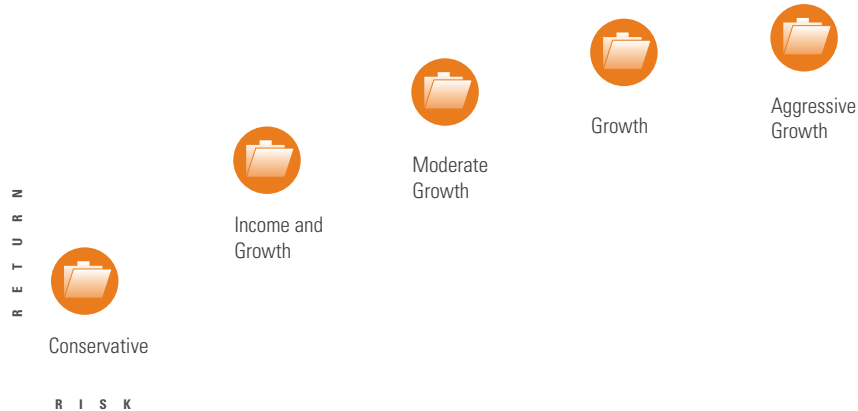 Aggressive
Growth
Growth
Moderate
Growth
Income and
Growth
RETURN
Conservative
RISK